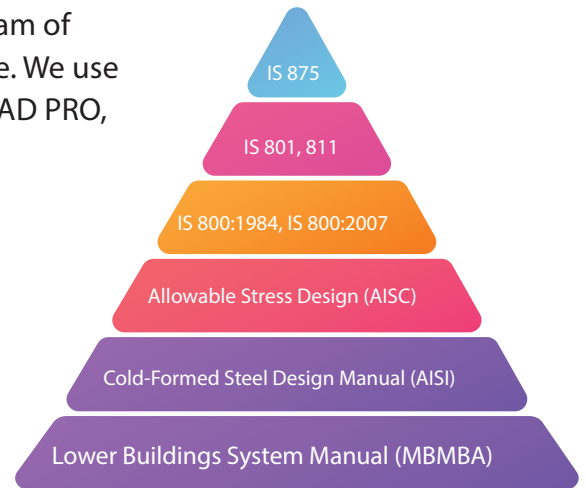 am of
e. We use
AD PRO,
IS 875
IS 801, 811
IS 800:1984, IS 800:2007
Allowable Stress Design (AISC)
Cold-Formed Steel Design Manual (AISI)
Lower Buildings System Manual (MBMBA)